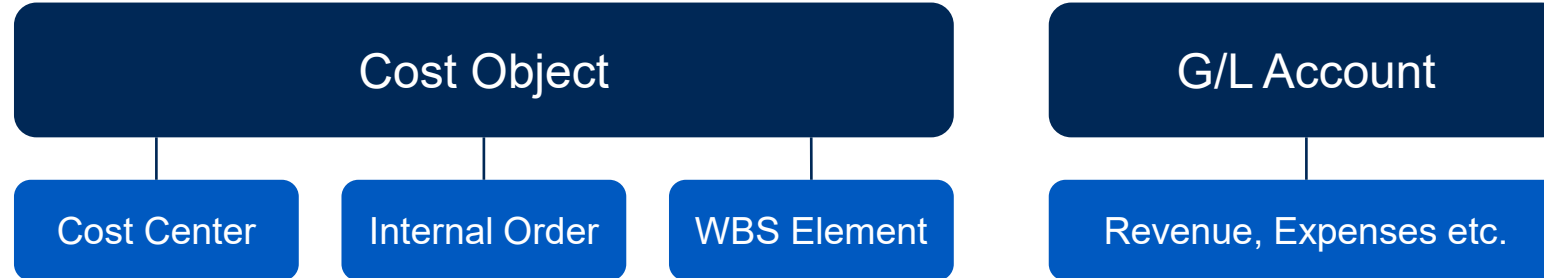 Cost Object
G/L Account
Cost Center
Internal Order
WBS Element
Revenue, Expenses etc.